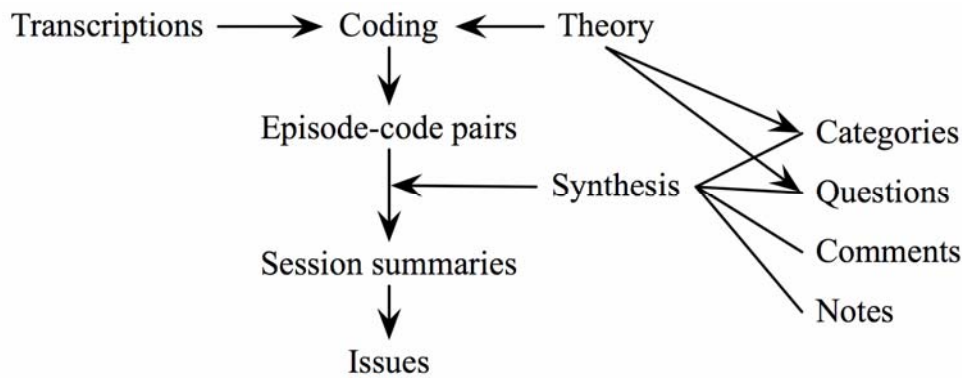 Transcriptions
Coding
Theory
Episode-code pairs
Categories
Synthesis
Questions
Comments
Session summaries
Notes
Issues